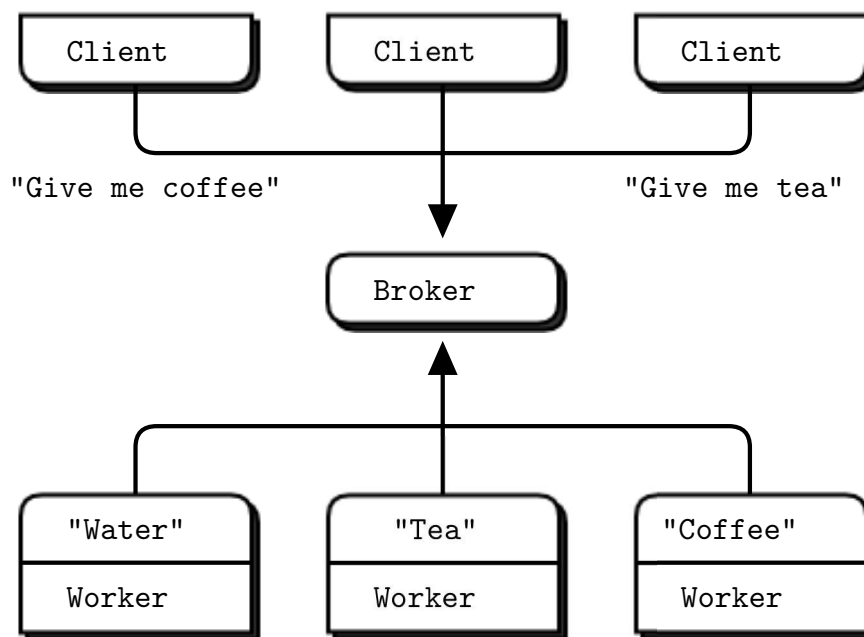 Client Client Client
"Give me coffee" "Give me tea"
Broker
"Water" "Tea" "Coffee"
Worker Worker Worker